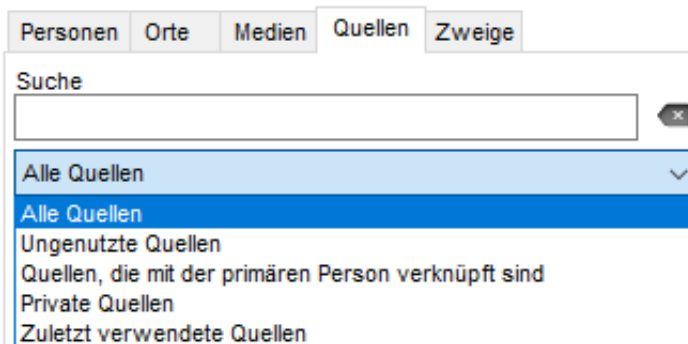 Personen Orte Medien Quellen Zweige
Suche
Alle Quellen
Alle Quellen
Ungenutzte Quellen
Quellen, die mit der primären Person verknüpft sind
Private Quellen
Zuletzt verwendete Quellen